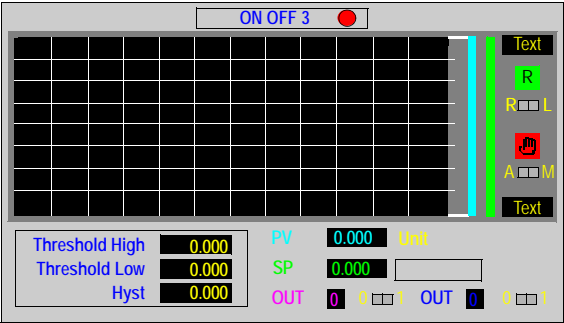 ON OFF 3
Text
R
R L
A M
Text
Threshold High 0.000
Threshold Low 0.000
Hyst 0.000
PV 0.000 Unit
SP 0.000
OUT 0 0 1 OUT 0 0 1